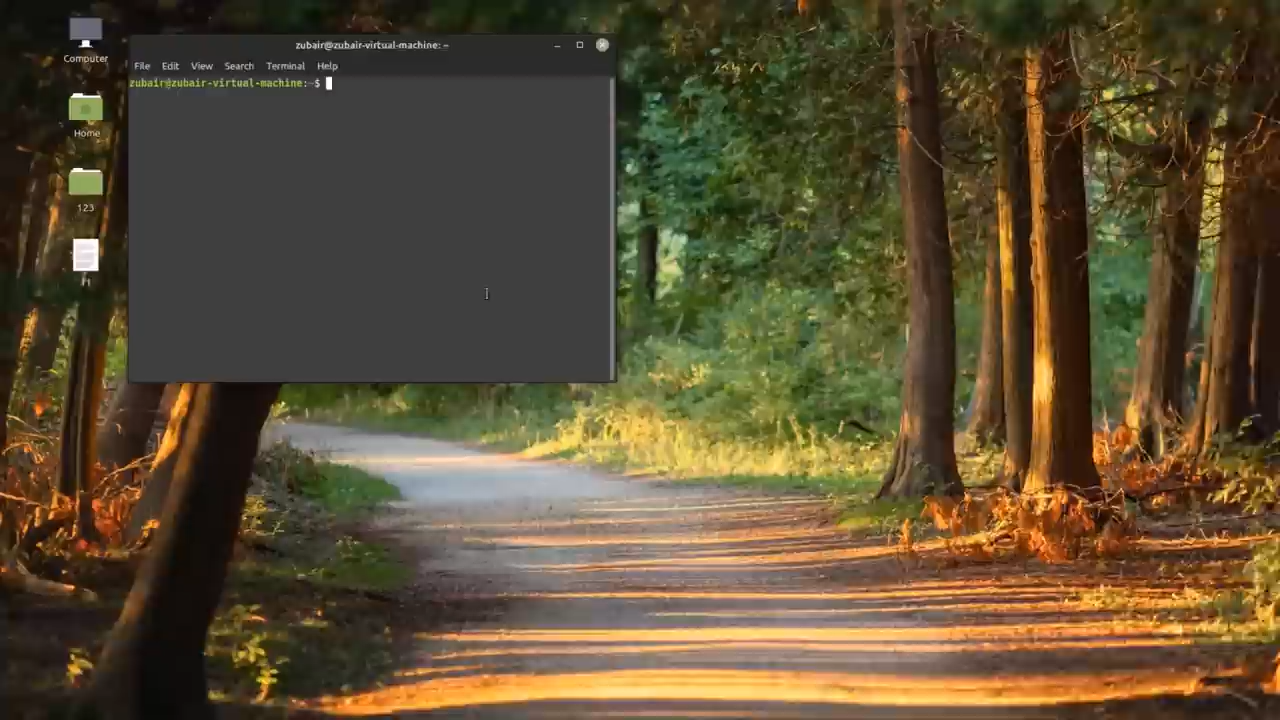 Computer
Home
123
zubair@zubair-virtual-machine: ~
File Edit View Search Terminal Help
zubair@zubair-virtual-machine:~$